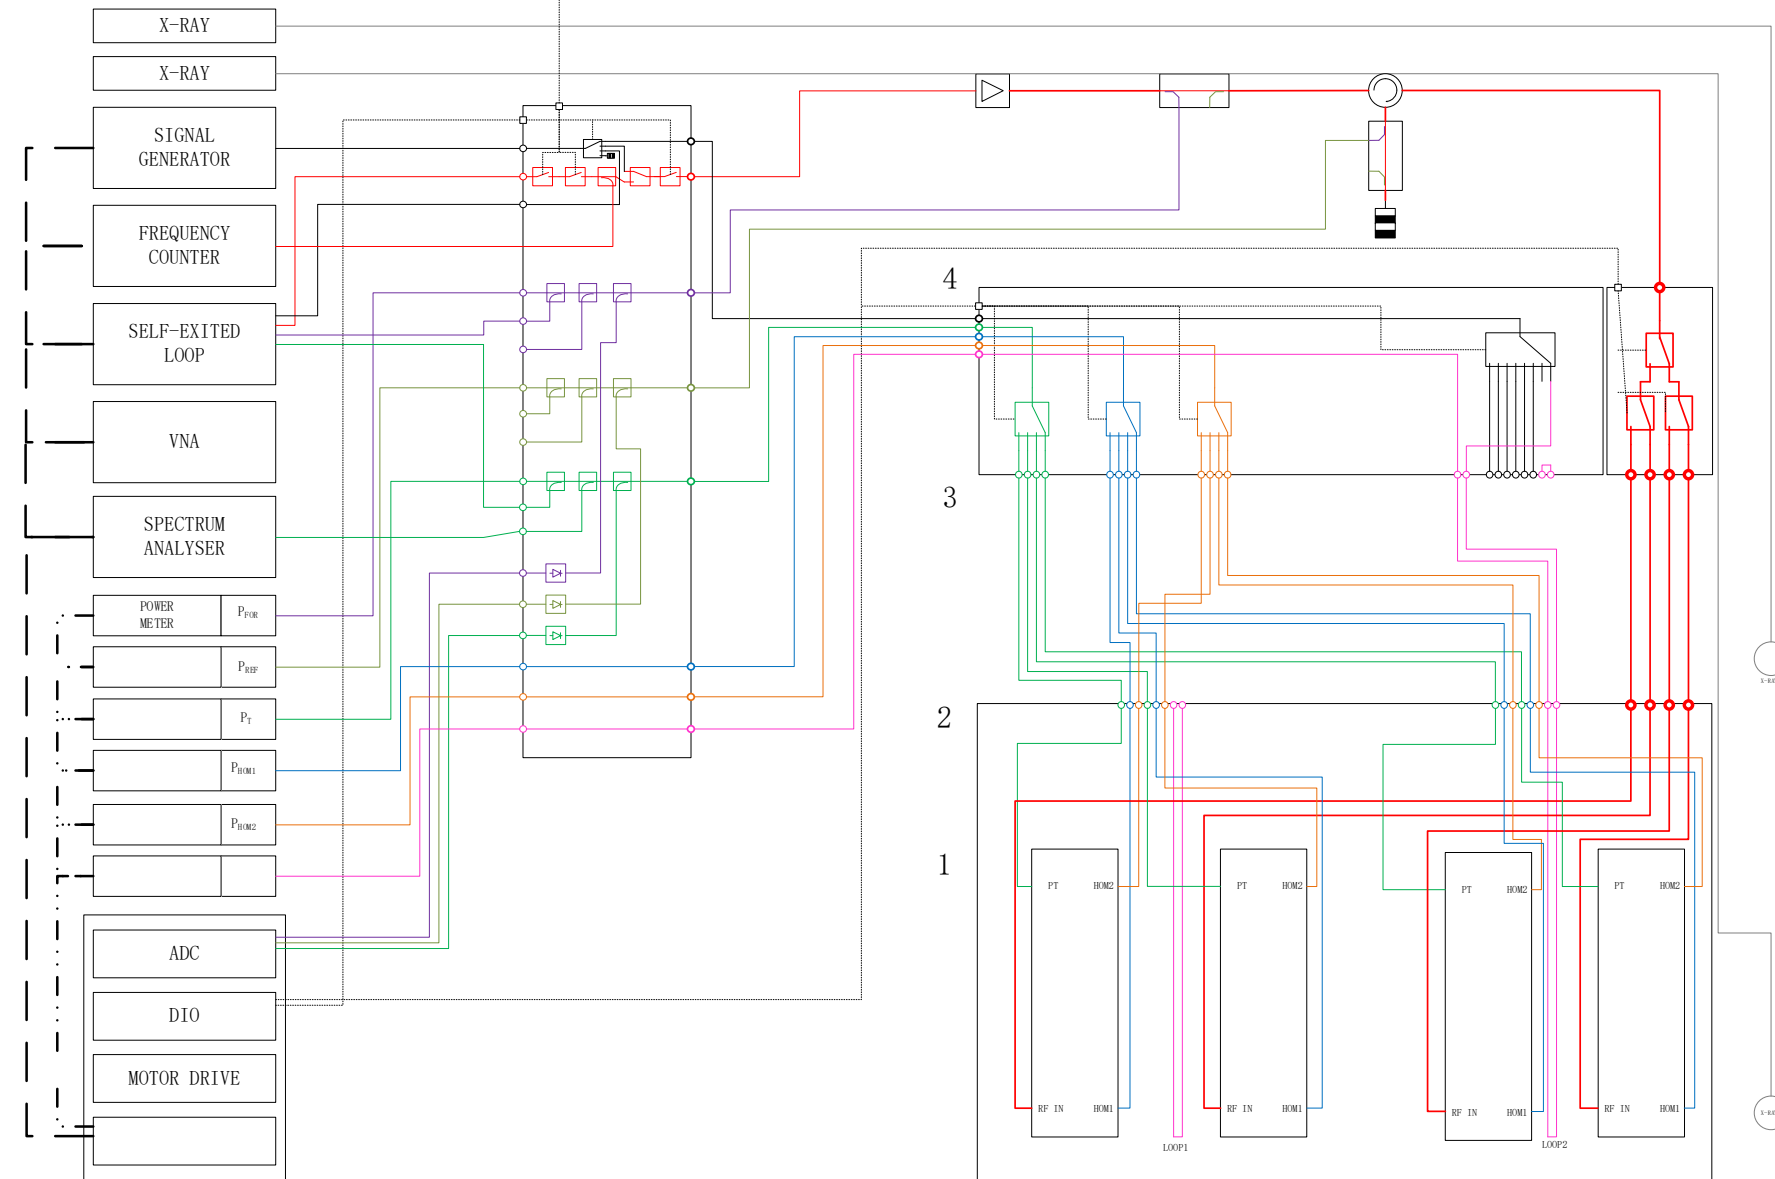 X-RAY
X-RAY
SIGNAL
GENERATOR
FREQUENCY
COUNTER
4
SELF-EXITED
LOOP
VNA
3
SPECTRUM
ANALYSER
POWER
METER
PFOR
PREF
X-RAY
PT
2
PHOM1
PHOM2
1
PT HOM2
PT HOM2
PT HOM2
PT HOM2
ADC
DIO
MOTOR DRIVE
RF IN HOM1
RF IN HOM1
RF IN HOM1
RF IN HOM1
LOOP1
LOOP2